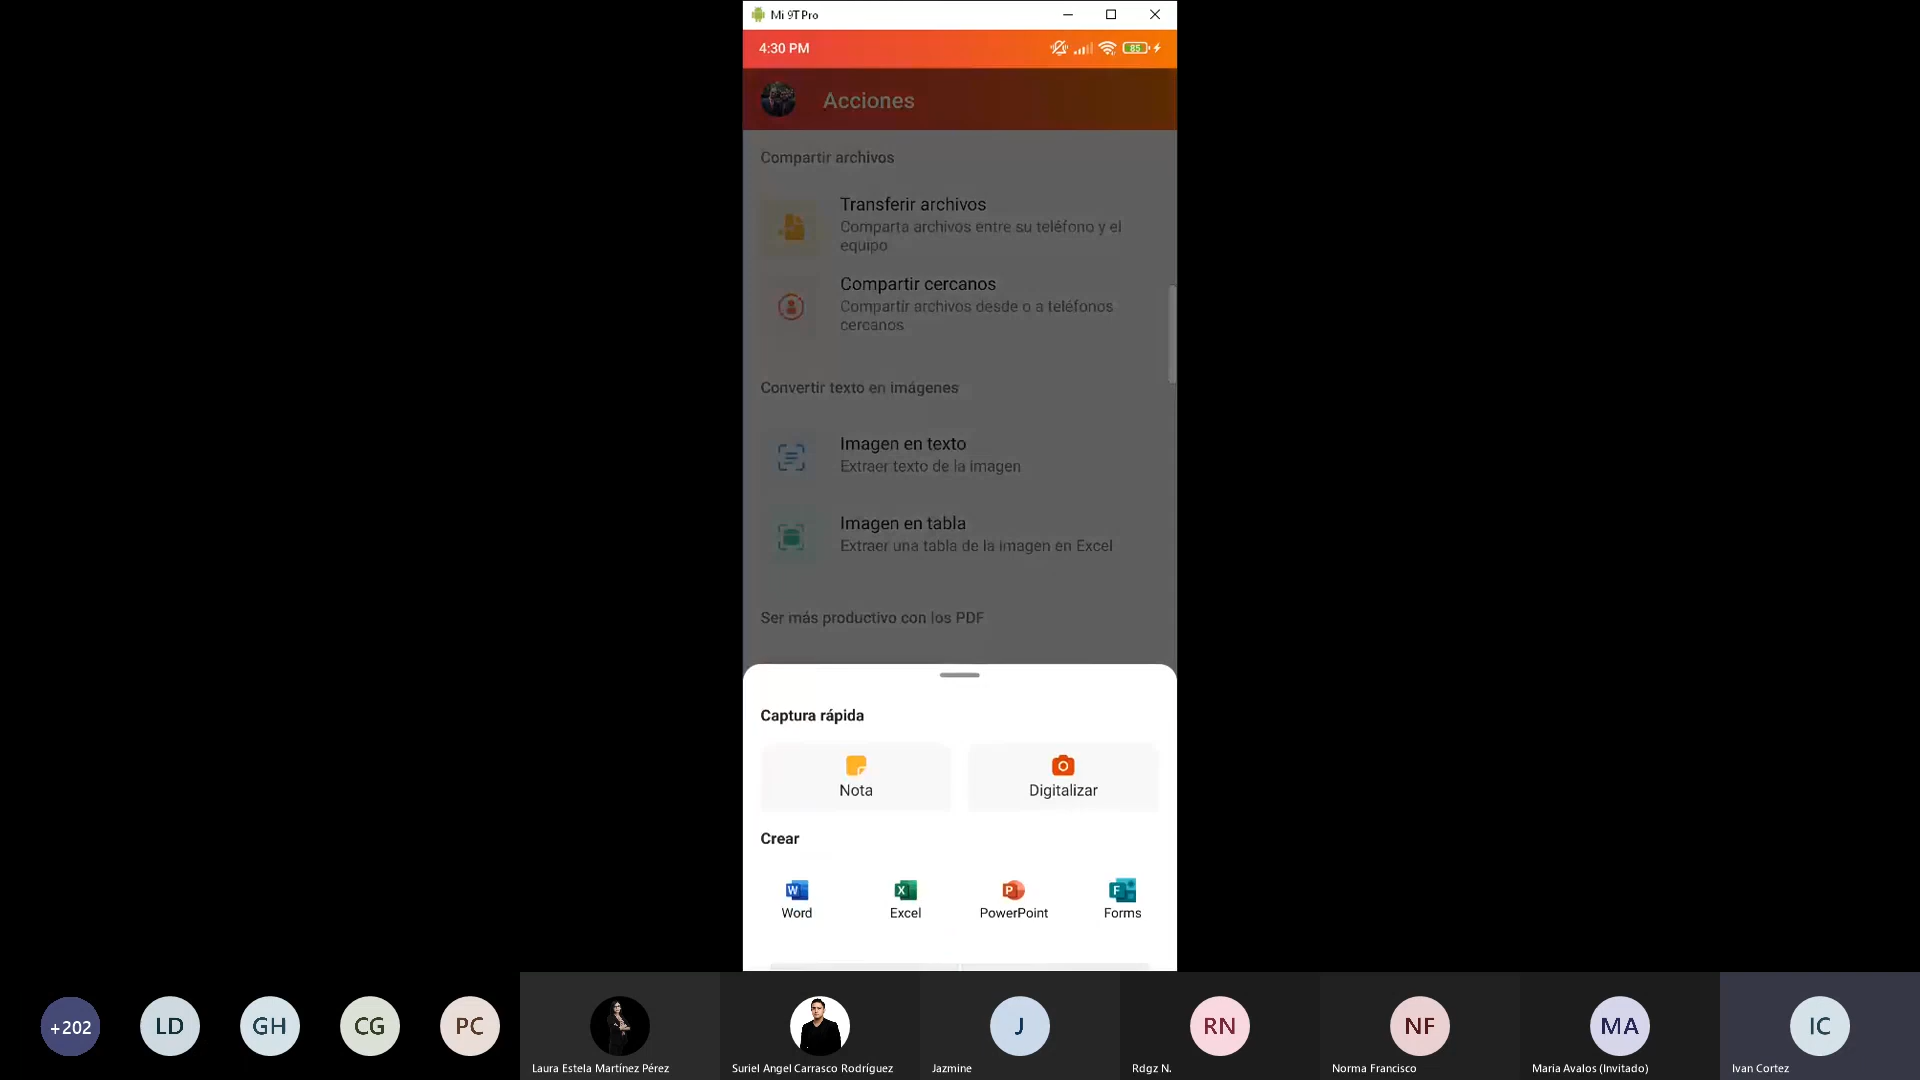 Mi 9T Pro
4:30 PM
85
Acciones
Compartir archivos
Transferir archivos
Comparta archivos entre su teléfono y el
equipo
Compartir cercanos
Compartir archivos desde o a teléfonos
cercanos
Convertir texto en imágenes
Imagen en texto
Extraer texto de la imagen
Imagen en tabla
Extraer una tabla de la imagen en Excel
Ser más productivo con los PDF
Captura rápida
Nota
Digitalizar
Crear
W
X
P
F
Word
Excel
PowerPoint
Forms
+202
LD
GH
CG
PC
J
RN
NF
MA
IC
Laura Estela Martínez Pérez
Suriel Angel Carrasco Rodríguez
Jazmine
Rdgz N.
Norma Francisco
Maria Avalos (Invitado)
Ivan Cortez